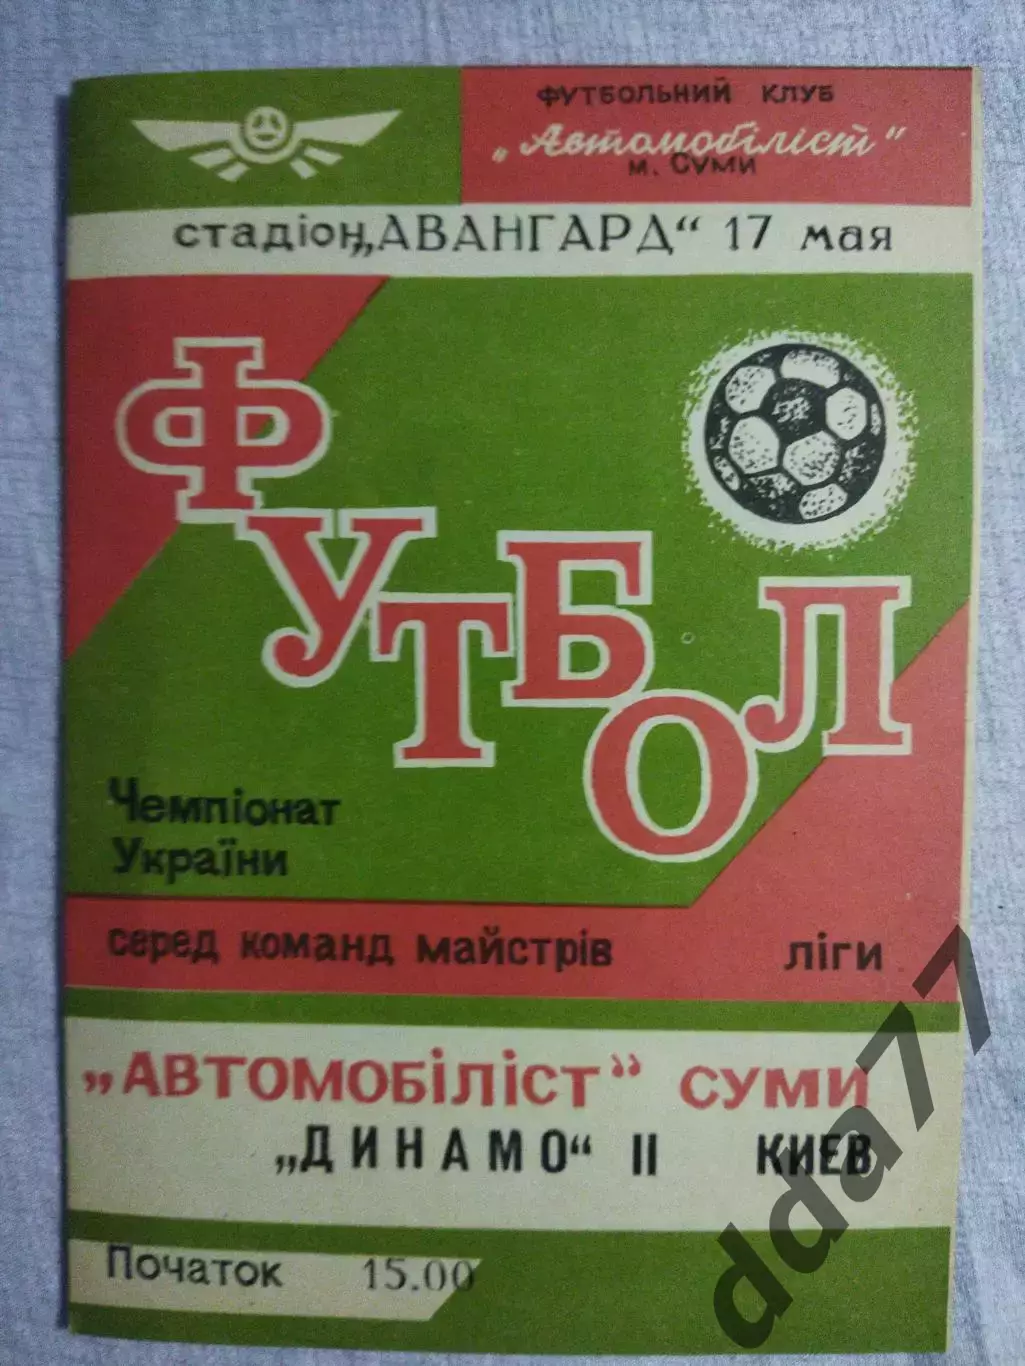 ФУТБОЛЬНИЙ КЛУБ
„Автомобіліст"
м. Суми
стадіон „АВАНГАРД" 17 мая
ФУТБОЛ
Чемпіонат
України
серед команд майстрів ліги
„АВТОМОБІЛІСТ" СУМИ
„ДИНАМО" II КИЕВ
Початок 15.00
dda77